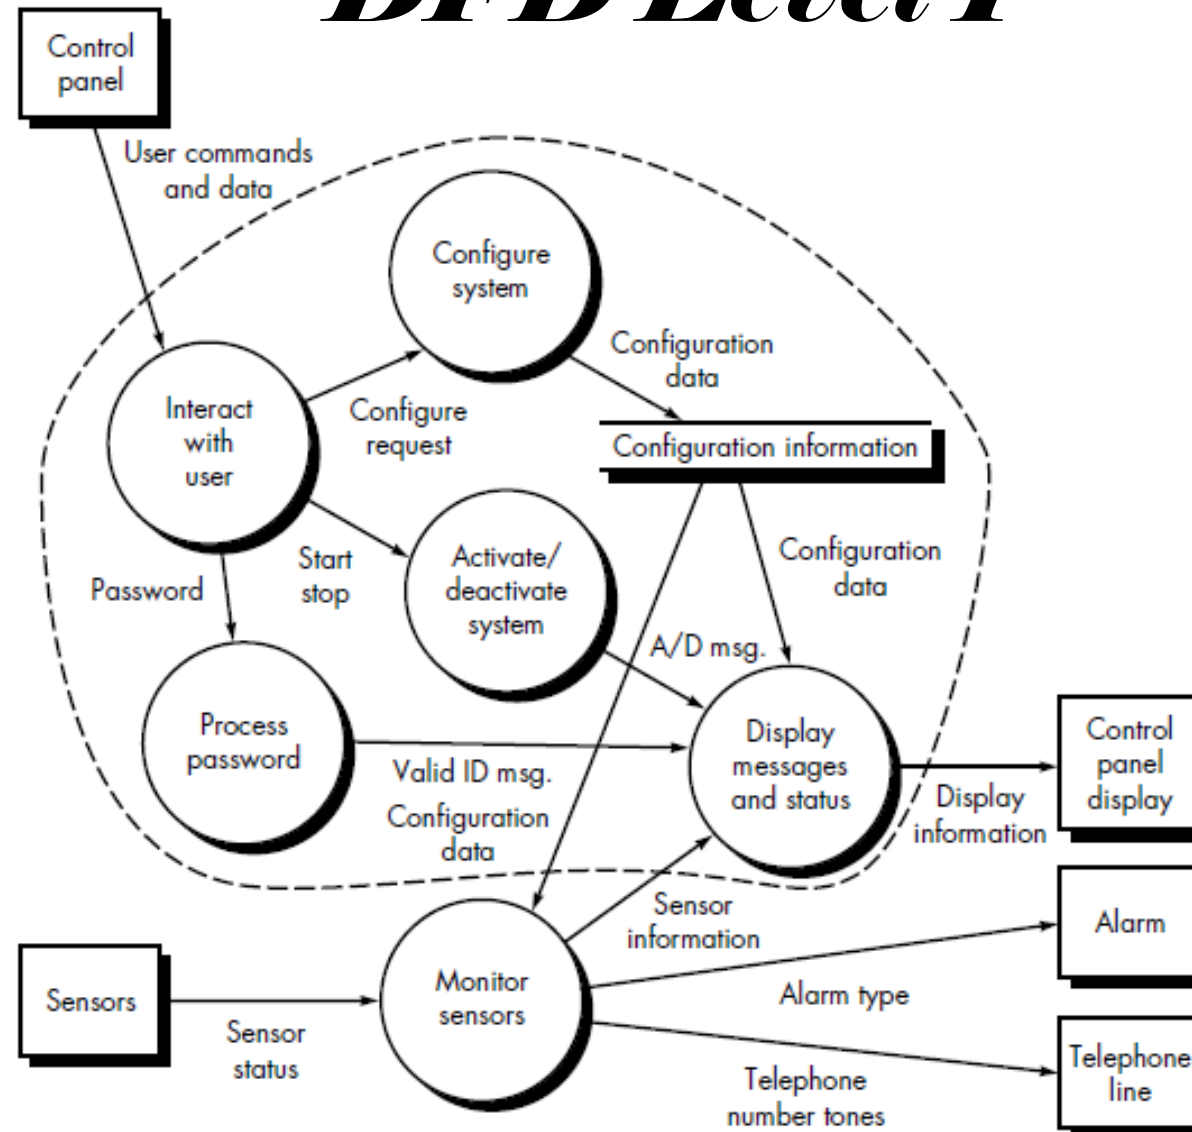 DFD Level 1
Control
panel
User commands
and data
Configure
system
Configuration
data
Interact
with
user
Configure
request
Configuration information
Start
stop
Activate/
deactivate
system
Configuration
data
Password
A/D msg.
Process
password
Display
messages
and status
Control
panel
display
Valid ID msg.
Configuration
data
Display
information
Sensor
information
Alarm
Sensors
Monitor
sensors
Alarm type
Sensor
status
Telephone
line
Telephone
number tones